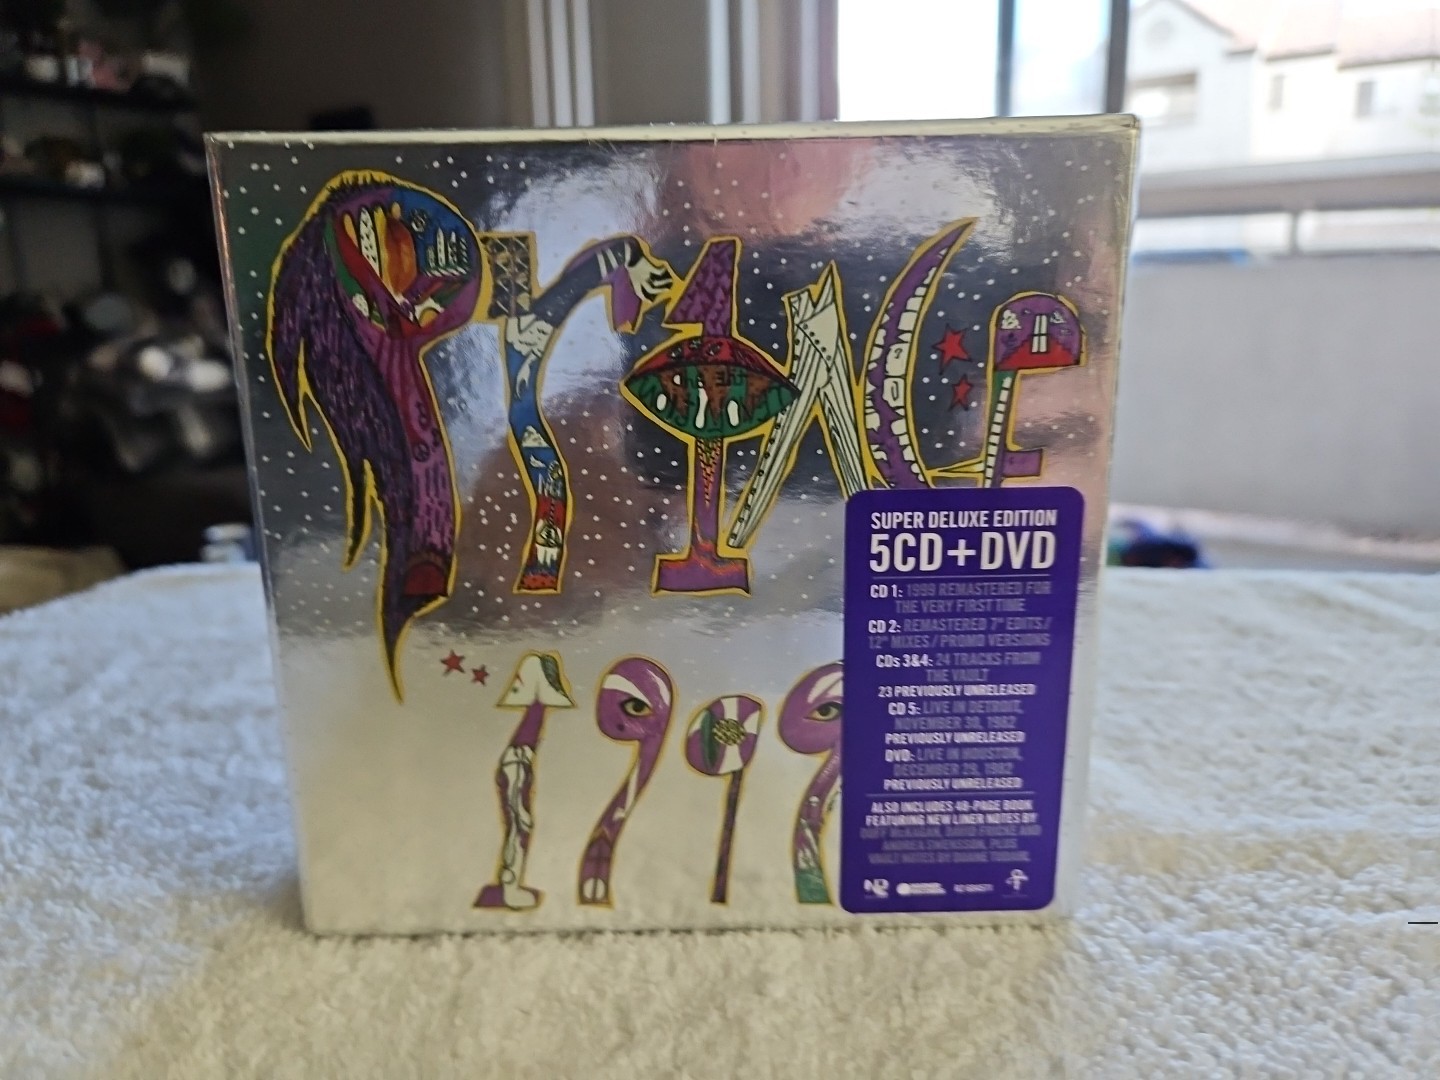 PRINCE
1999
SUPER DELUXE EDITION
5CD+DVD
CD 1: 1999 REMASTERED FOR
THE VERY FIRST TIME
CD 2: REMASTERED 7" EDITS/
12" MIXES / PROMO VERSIONS
CDs 3&4: 24 TRACKS FROM
THE VAULT
23 PREVIOUSLY UNRELEASED
CD 5: LIVE IN DETROIT,
NOVEMBER 30, 1982
PREVIOUSLY UNRELEASED
DVD: LIVE IN HOUSTON,
DECEMBER 29, 1982
PREVIOUSLY UNRELEASED
ALSO INCLUDES 48-PAGE BOOK
FEATURING NEW LINER NOTES BY
DUFF McKAGAN, DAVID FRICKE AND
ANDREA SWENSSON, PLUS
VAULT NOTES BY DUANE TUDAHL